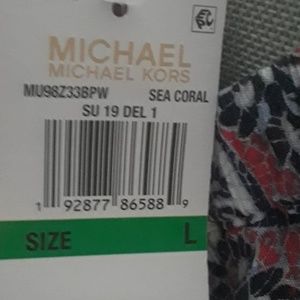 MICHAEL
MICHAEL KORS
MU98Z33BPW SEA CORAL
SU 19 DEL 1
1 92877 86588 9
SIZE L